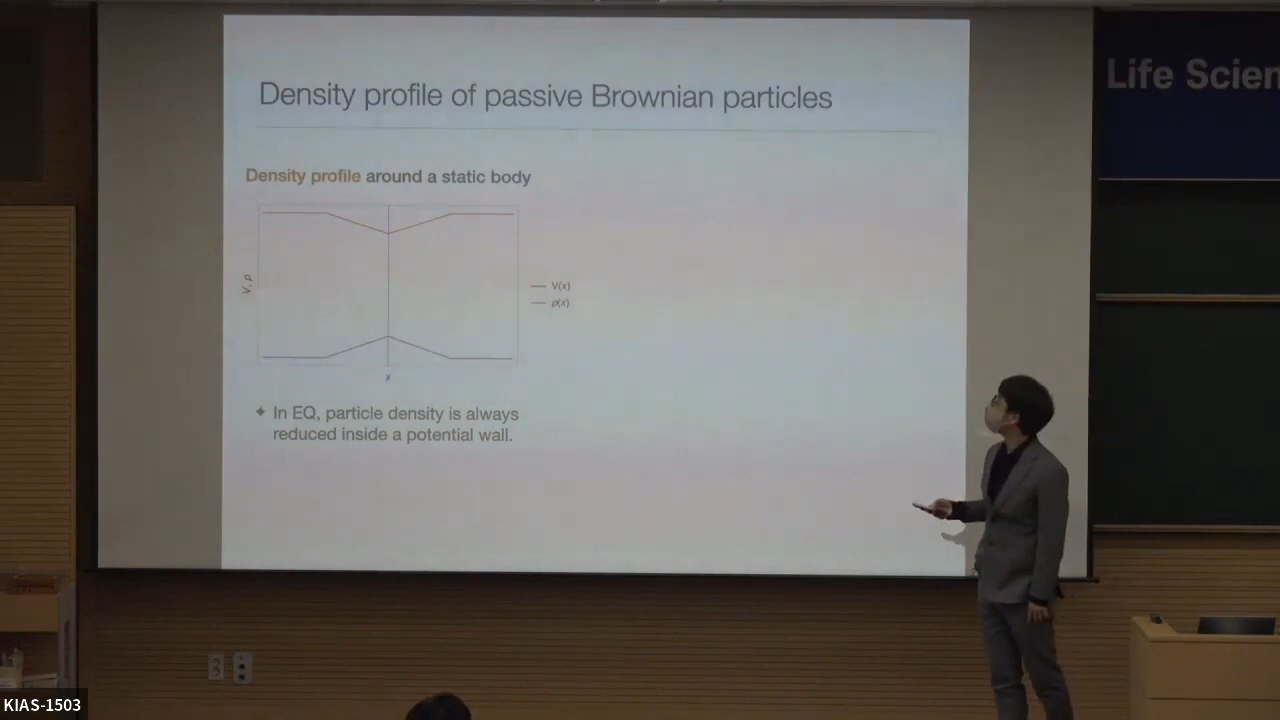 Density profile of passive Brownian particles
Life Scien
Density profile around a static body
V, ρ
V(x)
ρ(x)
x
✦ In EQ, particle density is always
reduced inside a potential wall.
KIAS-1503